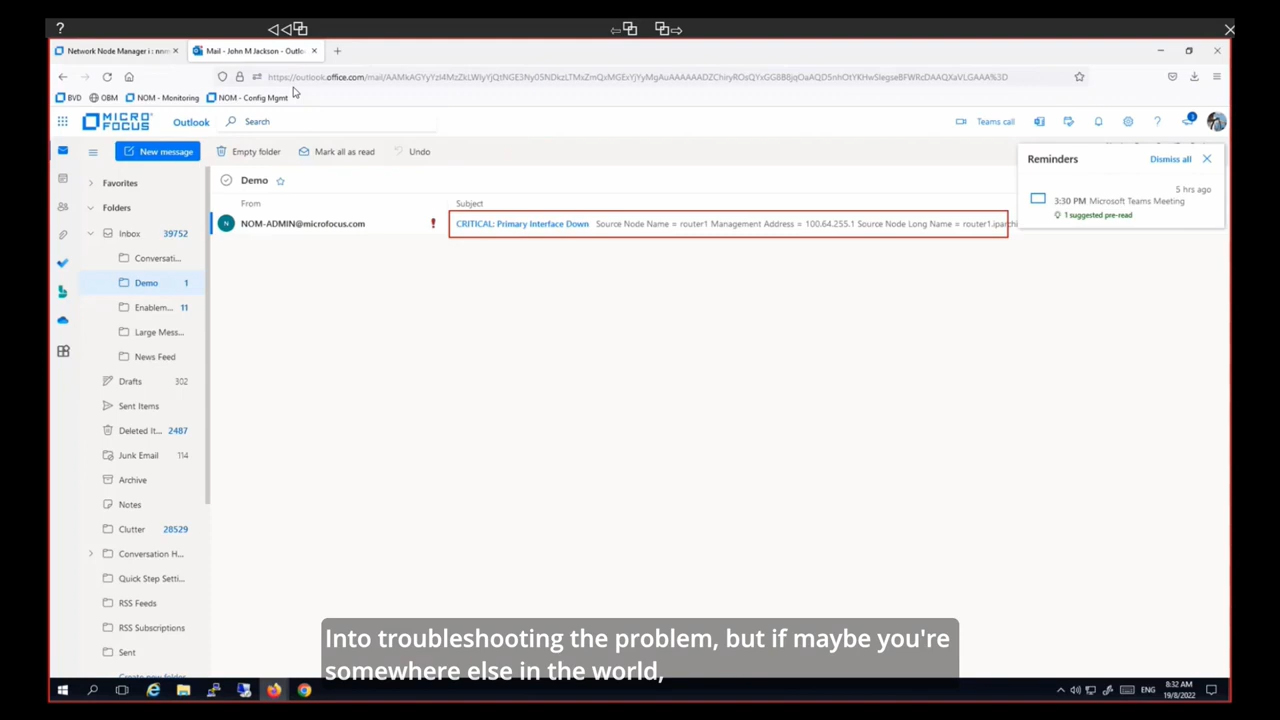 ?
Network Node Manager i : nnm
Mail - John M Jackson - Outlo
BVD
OBM
NOM - Monitoring
NOM - Config Mgmt
MICRO FOCUS
Outlook
Search
Teams call
New message
Empty folder
Mark all as read
Undo
Reminders
Dismiss all
5 hrs ago
3:30 PM Microsoft Teams Meeting
1 suggested pre-read
Favorites
Folders
Inbox 39752
Conversati...
Demo 1
Enablem... 11
Large Mess...
News Feed
Drafts 302
Sent Items
Deleted It... 2487
Junk Email 114
Archive
Notes
Clutter 28529
Conversation H...
Quick Step Setti...
RSS Feeds
RSS Subscriptions
Sent
Create new folder
Demo
From
Subject
N
NOM-ADMIN@microfocus.com
! CRITICAL: Primary Interface Down Source Node Name = router1 Management Address = 100.64.255.1 Source Node Long Name = router1.iparchi
Into troubleshooting the problem, but if maybe you're
somewhere else in the world,
ENG
8:32 AM
19/8/2022